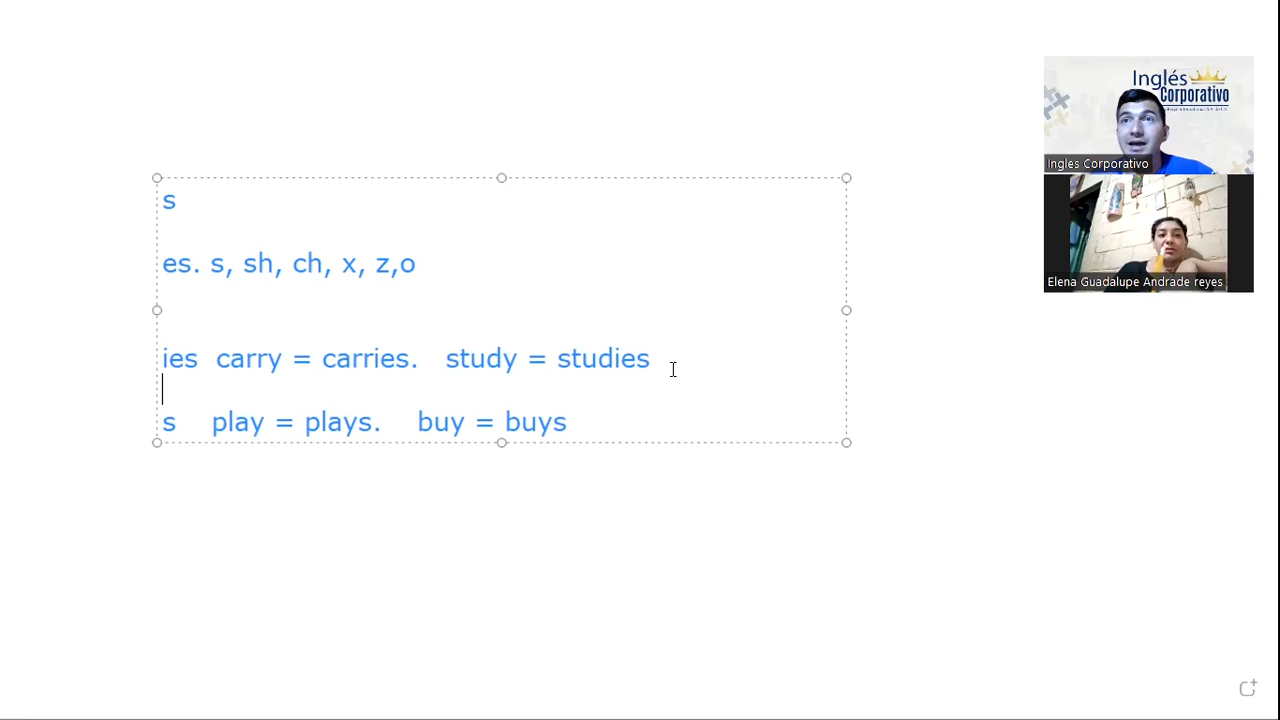 s
es. s, sh, ch, x, z,o
ies  carry = carries.   study = studies
s    play = plays.    buy = buys
Inglés
Corporativo
Ingles Corporativo
Elena Guadalupe Andrade reyes